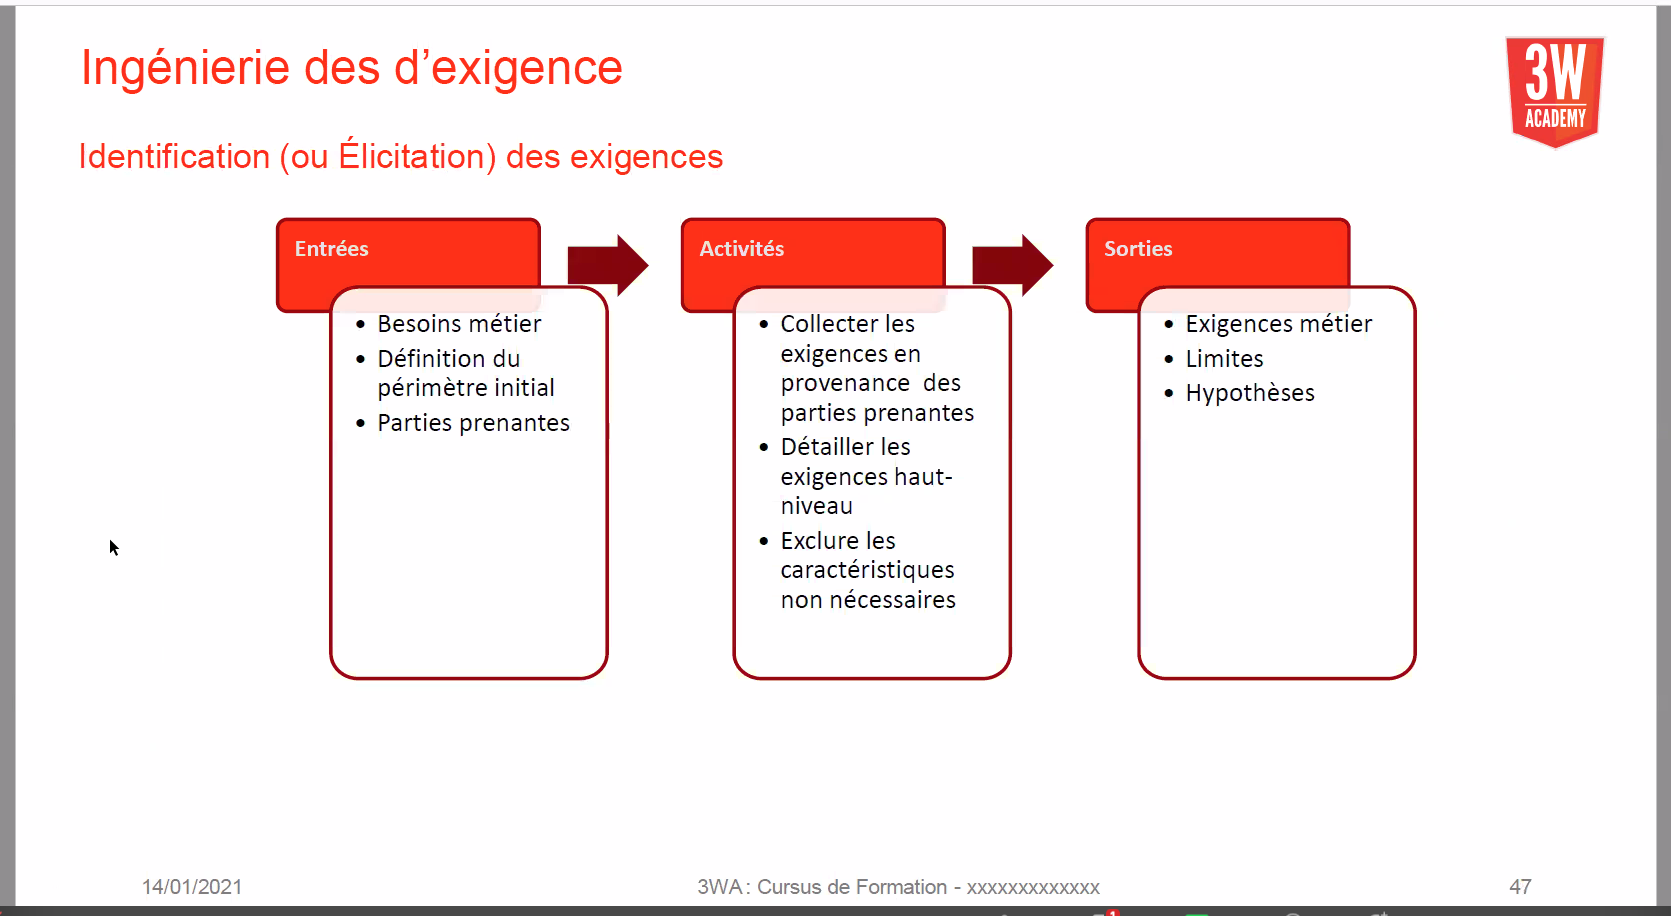 Ingénierie des d’exigence
3W
ACADEMY
Identification (ou Élicitation) des exigences
Entrées
• Besoins métier
• Définition du
périmètre initial
• Parties prenantes
Activités
• Collecter les
exigences en
provenance  des
parties prenantes
• Détailler les
exigences haut-
niveau
• Exclure les
caractéristiques
non nécessaires
Sorties
• Exigences métier
• Limites
• Hypothèses
14/01/2021
3WA : Cursus de Formation - xxxxxxxxxxxxx
47
1